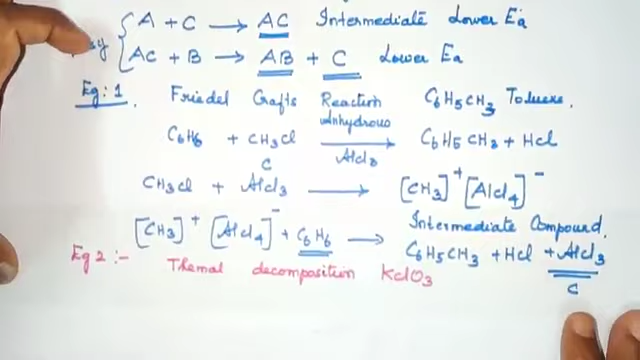 A + C ⟶ AC Intermediate Lower Ea
AC + B ⟶ AB + C Lower Ea
Eg: 1 Friedel Crafts Reaction C6H5CH3 Toluene.
C6H6 + CH3Cl Anhydrous AlCl3 ⟶ C6H5CH3 + HCl
C
CH3Cl + AlCl3 ⟶ [CH3]+ [AlCl4]-
Intermediate Compound.
[CH3]+ [AlCl4]- + C6H6 ⟶ C6H5CH3 + HCl + AlCl3
C
Eg 2 :- Themal decomposition KClO3